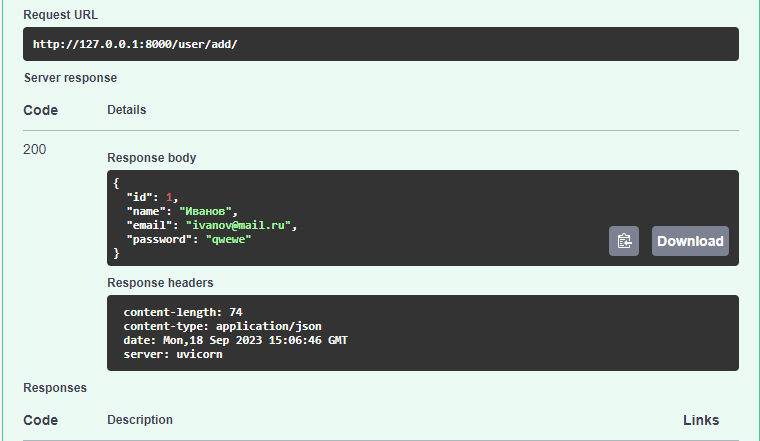 Request URL
http://127.0.0.1:8000/user/add/
Server response
Code Details
200
Response body
{
  "id": 1,
  "name": "Иванов",
  "email": "ivanov@mail.ru",
  "password": "qwewe"
}
Download
Response headers
content-length: 74
content-type: application/json
date: Mon,18 Sep 2023 15:06:46 GMT
server: uvicorn
Responses
Code Description Links